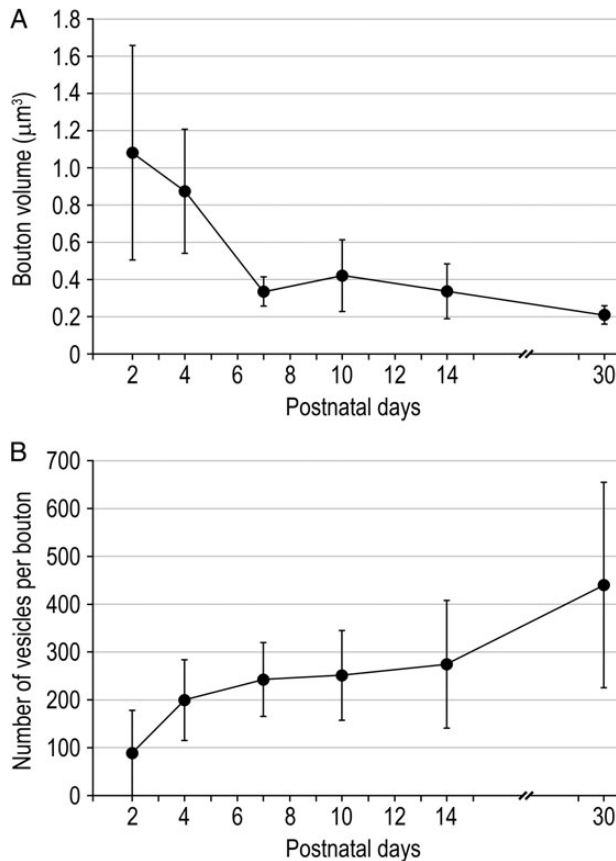 A
Bouton volume (μm³)
1.8
1.6
1.4
1.2
1.0
0.8
0.6
0.4
0.2
0
2 4 6 8 10 12 14 30
Postnatal days
B
Number of vesicles per bouton
700
600
500
400
300
200
100
0
2 4 6 8 10 12 14 30
Postnatal days